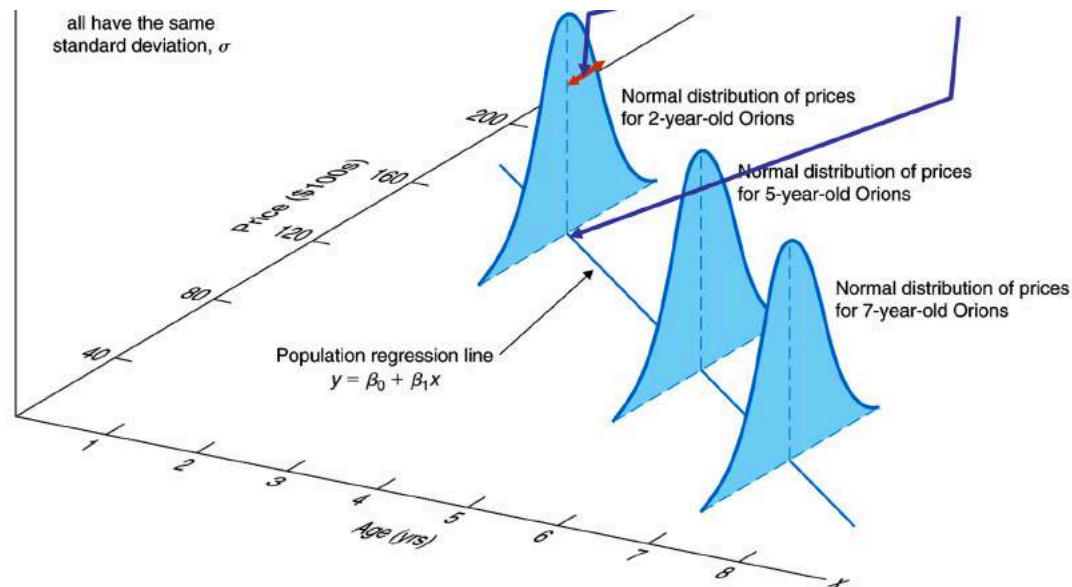 all have the same
standard deviation, σ
Normal distribution of prices
for 2-year-old Orions
Normal distribution of prices
for 5-year-old Orions
Normal distribution of prices
for 7-year-old Orions
Price ($100s)
200
160
120
80
40
Population regression line
y = β₀ + β₁x
1
2
3
4
5
6
7
8
x
Age (yrs)